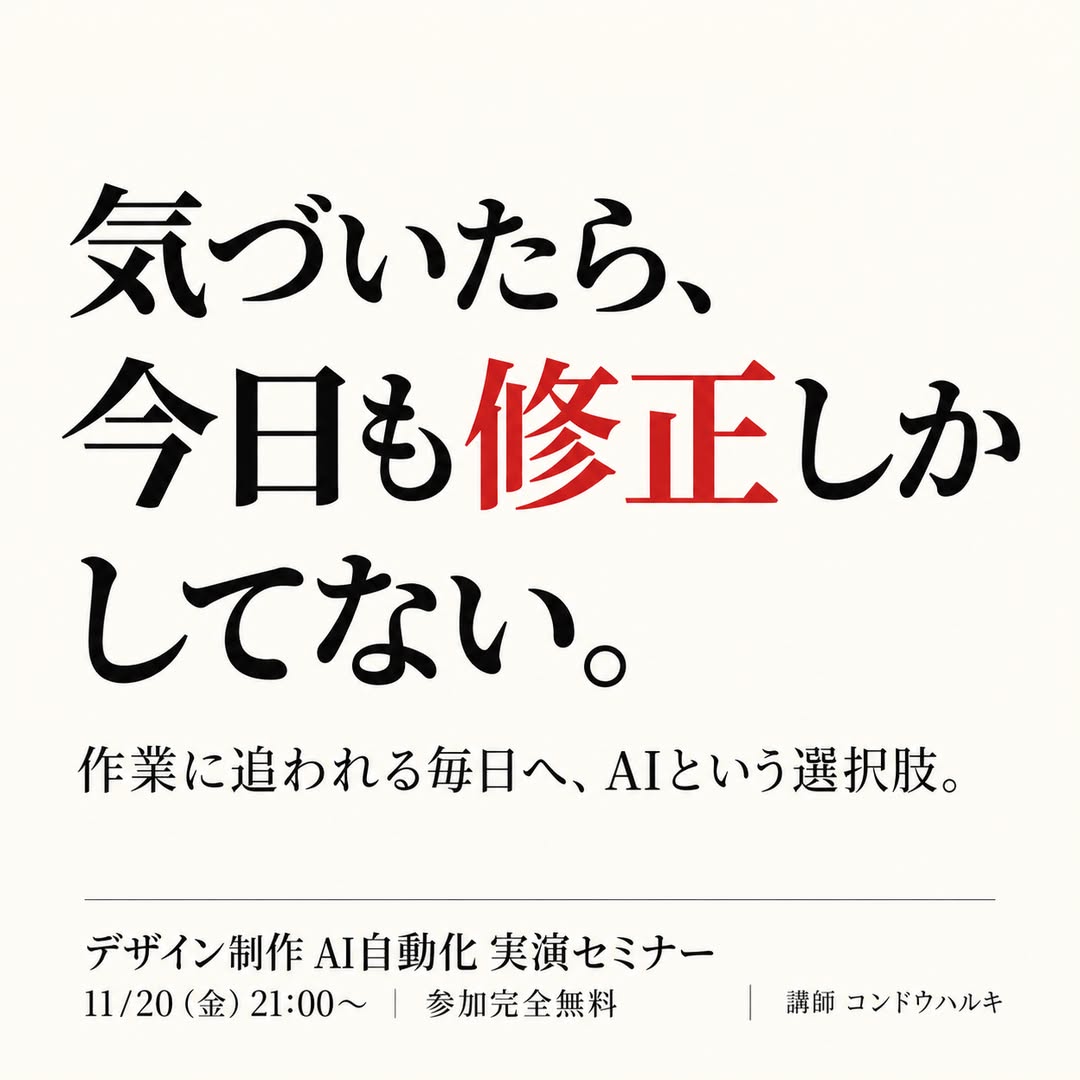 気づいたら、
今日も修正しか
してない。
作業に追われる毎日へ、AIという選択肢。
デザイン制作 AI自動化 実演セミナー
11/20（金）21:00〜｜参加完全無料｜講師 コンドウハルキ